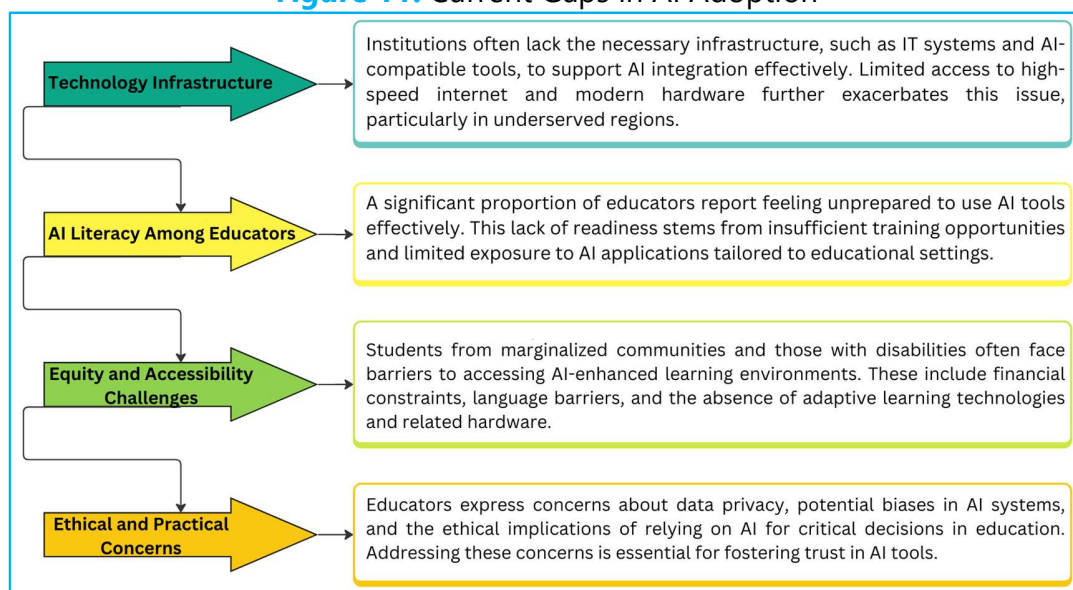 Figure 11: Current Gaps in AI Adoption
Technology Infrastructure
Institutions often lack the necessary infrastructure, such as IT systems and AI-
compatible tools, to support AI integration effectively. Limited access to high-
speed internet and modern hardware further exacerbates this issue,
particularly in underserved regions.
AI Literacy Among Educators
A significant proportion of educators report feeling unprepared to use AI tools
effectively. This lack of readiness stems from insufficient training opportunities
and limited exposure to AI applications tailored to educational settings.
Equity and Accessibility
Challenges
Students from marginalized communities and those with disabilities often face
barriers to accessing AI-enhanced learning environments. These include financial
constraints, language barriers, and the absence of adaptive learning technologies
and related hardware.
Ethical and Practical
Concerns
Educators express concerns about data privacy, potential biases in AI systems,
and the ethical implications of relying on AI for critical decisions in education.
Addressing these concerns is essential for fostering trust in AI tools.